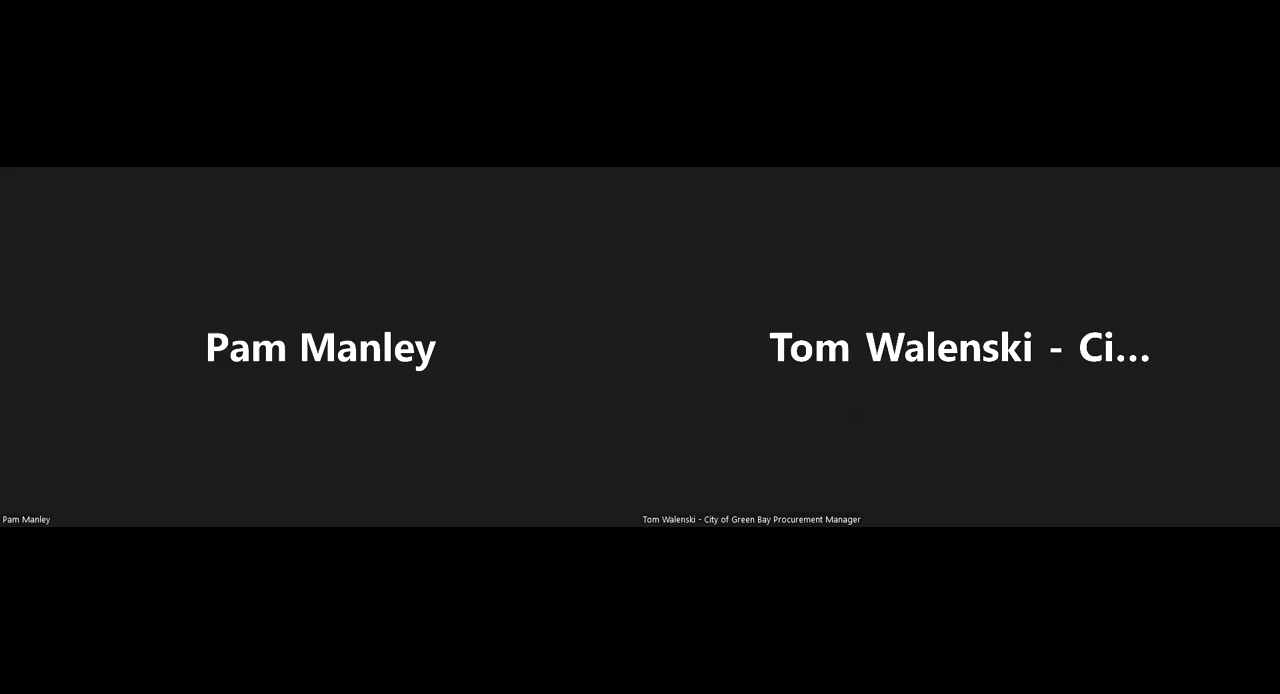 Pam Manley
Tom Walenski - Ci...
Pam Manley
Tom Walenski - City of Green Bay Procurement Manager